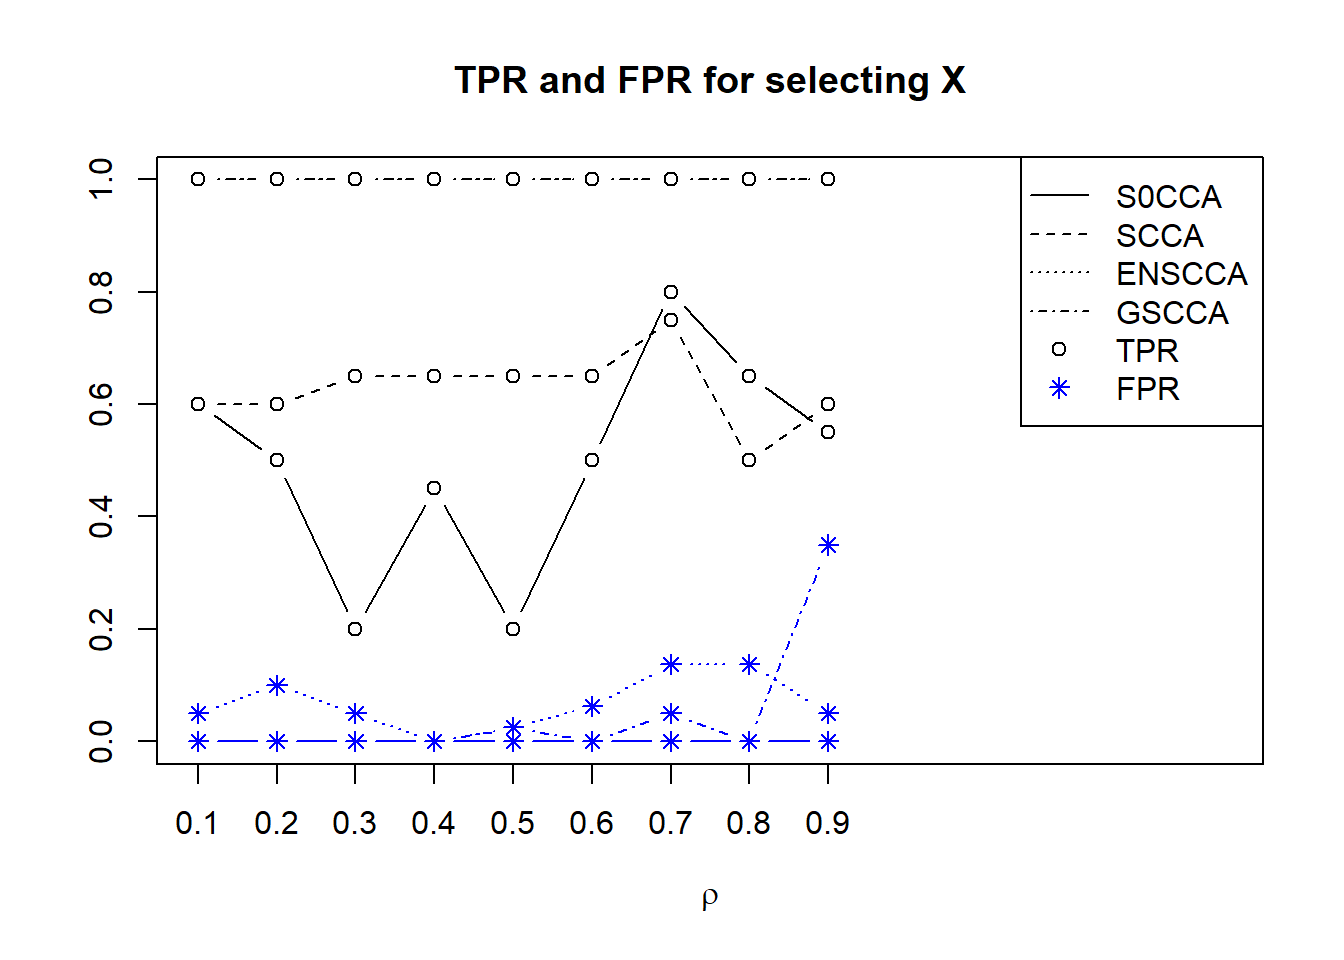 TPR and FPR for selecting X
1.0
0.8
0.6
0.4
0.2
0.0
S0CCA
SCCA
ENSCCA
GSCCA
TPR
FPR
0.1 0.2 0.3 0.4 0.5 0.6 0.7 0.8 0.9
ρ